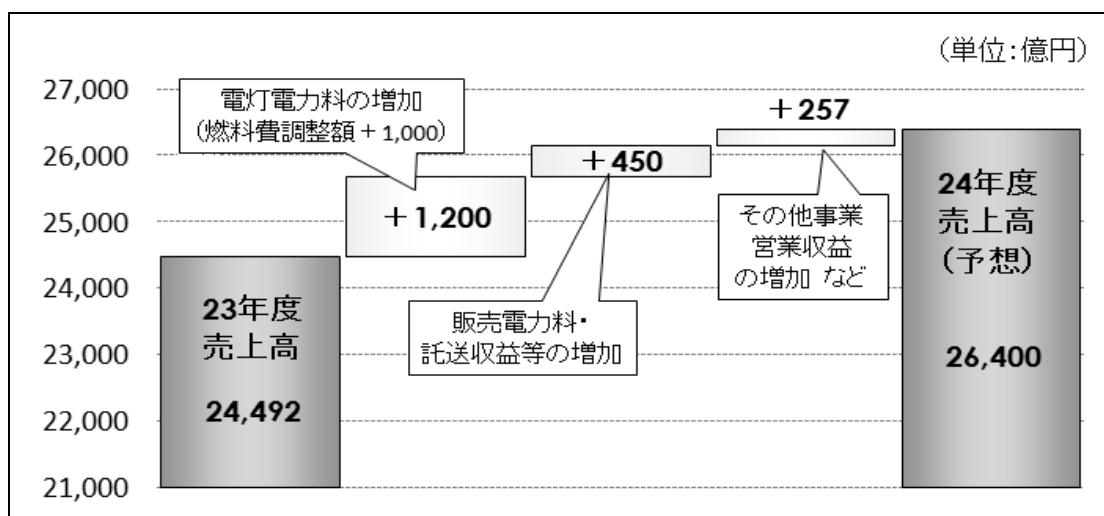 (単位:億円)
27,000
26,000
25,000
24,000
23,000
22,000
21,000
23年度
売上高
24,492
電灯電力料の増加
(燃料費調整額+1,000)
+1,200
+450
販売電力料・
託送収益等の増加
+257
その他事業
営業収益
の増加 など
24年度
売上高
(予想)
26,400